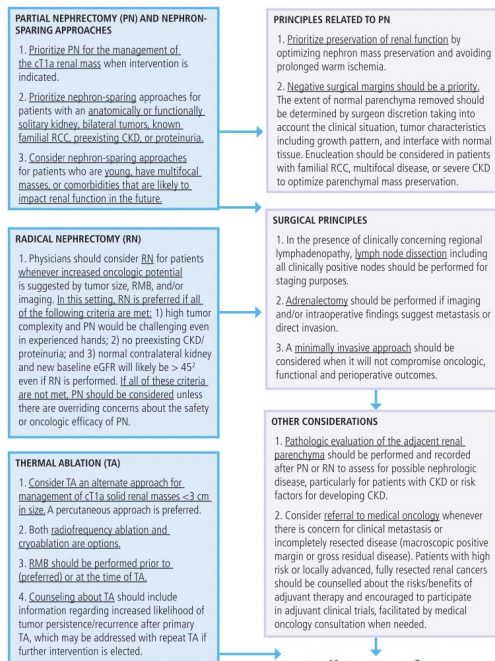 PARTIAL NEPHRECTOMY (PN) AND NEPHRON-
SPARING APPROACHES
1. Prioritize PN for the management of
the cT1a renal mass when intervention is
indicated.
2. Prioritize nephron-sparing approaches for
patients with an anatomically or functionally
solitary kidney, bilateral tumors, known
familial RCC, preexisting CKD, or proteinuria.
3. Consider nephron-sparing approaches
for patients who are young, have multifocal
masses, or comorbidities that are likely to
impact renal function in the future.
RADICAL NEPHRECTOMY (RN)
1. Physicians should consider RN for patients
whenever increased oncologic potential
is suggested by tumor size, RMB, and/or
imaging. In this setting, RN is preferred if all
of the following criteria are met: 1) high tumor
complexity and PN would be challenging even
in experienced hands; 2) no preexisting CKD/
proteinuria; and 3) normal contralateral kidney
and new baseline eGFR will likely be > 45²
even if RN is performed. If all of these criteria
are not met, PN should be considered unless
there are overriding concerns about the safety
or oncologic efficacy of PN.
THERMAL ABLATION (TA)
1. Consider TA an alternate approach for
management of cT1a solid renal masses <3 cm
in size. A percutaneous approach is preferred.
2. Both radiofrequency ablation and
cryoablation are options.
3. RMB should be performed prior to
(preferred) or at the time of TA.
4. Counseling about TA should include
information regarding increased likelihood of
tumor persistence/recurrence after primary
TA, which may be addressed with repeat TA if
further intervention is elected.
PRINCIPLES RELATED TO PN
1. Prioritize preservation of renal function by
optimizing nephron mass preservation and avoiding
prolonged warm ischemia.
2. Negative surgical margins should be a priority.
The extent of normal parenchyma removed should
be determined by surgeon discretion taking into
account the clinical situation, tumor characteristics
including growth pattern, and interface with normal
tissue. Enucleation should be considered in patients
with familial RCC, multifocal disease, or severe CKD
to optimize parenchymal mass preservation.
SURGICAL PRINCIPLES
1. In the presence of clinically concerning regional
lymphadenopathy, lymph node dissection including
all clinically positive nodes should be performed for
staging purposes.
2. Adrenalectomy should be performed if imaging
and/or intraoperative findings suggest metastasis or
direct invasion.
3. A minimally invasive approach should be
considered when it will not compromise oncologic,
functional and perioperative outcomes.
OTHER CONSIDERATIONS
1. Pathologic evaluation of the adjacent renal
parenchyma should be performed and recorded
after PN or RN to assess for possible nephrologic
disease, particularly for patients with CKD or risk
factors for developing CKD.
2. Consider referral to medical oncology whenever
there is concern for clinical metastasis or
incompletely resected disease (macroscopic positive
margin or gross residual disease). Patients with high
risk or locally advanced, fully resected renal cancers
should be counselled about the risks/benefits of
adjuvant therapy and encouraged to participate
in adjuvant clinical trials, facilitated by medical
oncology consultation when needed.